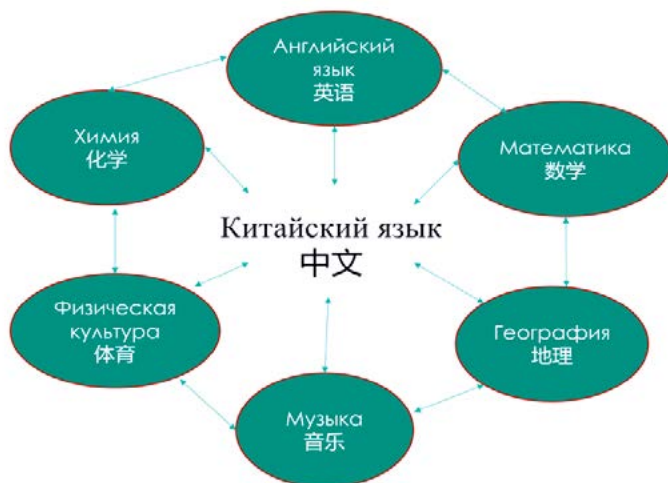 Английский
язык
英语
Химия
化学
Математика
数学
Китайский язык
中文
Физическая
культура
体育
География
地理
Музыка
音乐